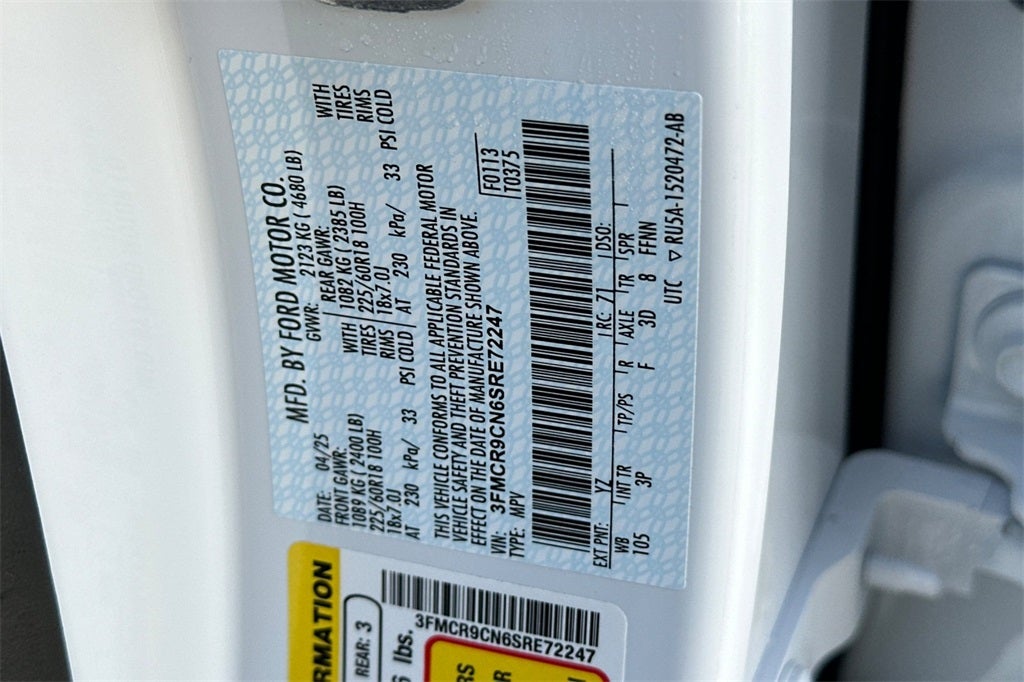 MFD. BY FORD MOTOR CO.
DATE: 04/25 GVWR: 2123 KG ( 4680 LB)
FRONT GAWR: REAR GAWR:
1089 KG ( 2400 LB) WITH 1082 KG ( 2385 LB) WITH
225/60R18 100H TIRES 225/60R18 100H TIRES
18x7.0J RIMS 18x7.0J RIMS
AT 230 kPa/ 33 PSI COLD AT 230 kPa/ 33 PSI COLD
THIS VEHICLE CONFORMS TO ALL APPLICABLE FEDERAL MOTOR
VEHICLE SAFETY AND THEFT PREVENTION STANDARDS IN
EFFECT ON THE DATE OF MANUFACTURE SHOWN ABOVE.
VIN: 3FMCR9CN6SRE72247 F0113
TYPE: MPV T0375
EXT PNT: YZ RC: 71 DSO:
WB INT TR TP/PS R AXLE TR SPR
105 3P F 3D 8 FFNN
UTC ▽ RU5A-1520472-AB
RMATION
REAR: 3
lbs.
3FMCR9CN6SRE72247